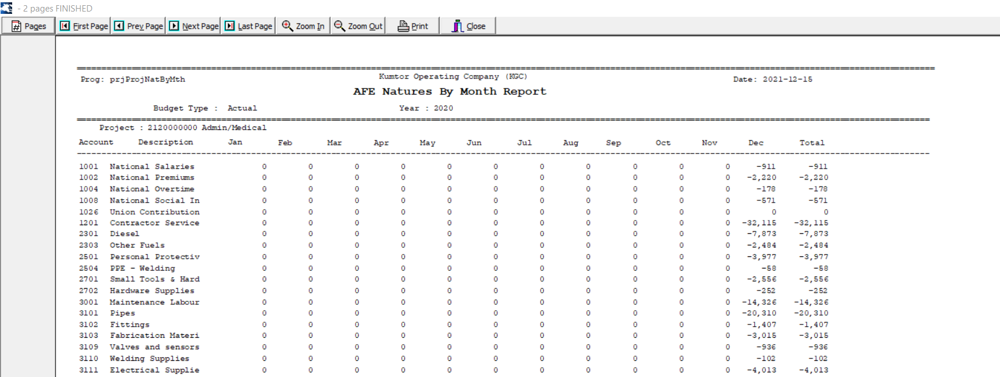 - 2 pages FINISHED
Pages First Page Prev Page Next Page Last Page Zoom In Zoom Out Print Close
Prog: prjProjNatByMth Kumtor Operating Company (KGC) Date: 2021-12-15
AFE Natures By Month Report
Budget Type : Actual Year : 2020
Project : 2120000000 Admin/Medical
Account Description Jan Feb Mar Apr May Jun Jul Aug Sep Oct Nov Dec Total
1001 National Salaries 0 0 0 0 0 0 0 0 0 0 0 -911 -911
1002 National Premiums 0 0 0 0 0 0 0 0 0 0 0 -2,220 -2,220
1004 National Overtime 0 0 0 0 0 0 0 0 0 0 0 -178 -178
1008 National Social In 0 0 0 0 0 0 0 0 0 0 0 -571 -571
1026 Union Contribution 0 0 0 0 0 0 0 0 0 0 0 0 0
1201 Contractor Service 0 0 0 0 0 0 0 0 0 0 0 -32,115 -32,115
2301 Diesel 0 0 0 0 0 0 0 0 0 0 0 -7,873 -7,873
2303 Other Fuels 0 0 0 0 0 0 0 0 0 0 0 -2,484 -2,484
2501 Personal Protectiv 0 0 0 0 0 0 0 0 0 0 0 -3,977 -3,977
2504 PPE - Welding 0 0 0 0 0 0 0 0 0 0 0 -58 -58
2701 Small Tools & Hard 0 0 0 0 0 0 0 0 0 0 0 -2,556 -2,556
2702 Hardware Supplies 0 0 0 0 0 0 0 0 0 0 0 -252 -252
3001 Maintenance Labour 0 0 0 0 0 0 0 0 0 0 0 -14,326 -14,326
3101 Pipes 0 0 0 0 0 0 0 0 0 0 0 -20,310 -20,310
3102 Fittings 0 0 0 0 0 0 0 0 0 0 0 -1,407 -1,407
3103 Fabrication Materi 0 0 0 0 0 0 0 0 0 0 0 -3,015 -3,015
3109 Valves and sensors 0 0 0 0 0 0 0 0 0 0 0 -936 -936
3110 Welding Supplies 0 0 0 0 0 0 0 0 0 0 0 -102 -102
3111 Electrical Supplie 0 0 0 0 0 0 0 0 0 0 0 -4,013 -4,013